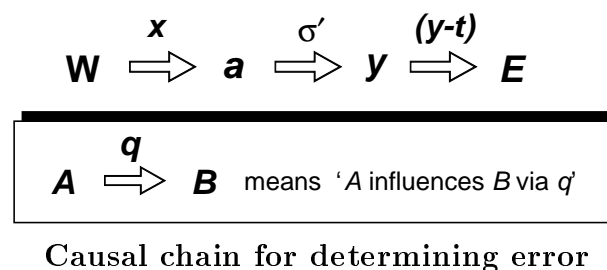 x σ′ (y-t)
W ⇒ a ⇒ y ⇒ E
q
A ⇒ B means ‘A influences B via q’
Causal chain for determining error